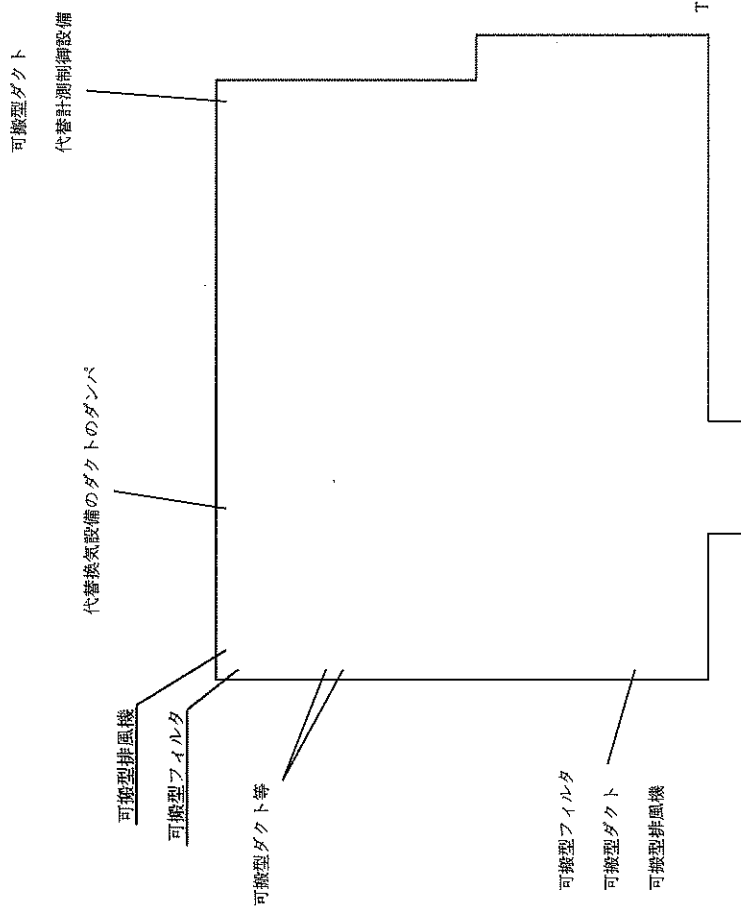 可搬型ダクト
代替計測制御設備
代替換気設備のダクトのダンパ
可搬型排風機
可搬型フィルタ
可搬型ダクト等
可搬型フィルタ
可搬型ダクト
可搬型排風機
T